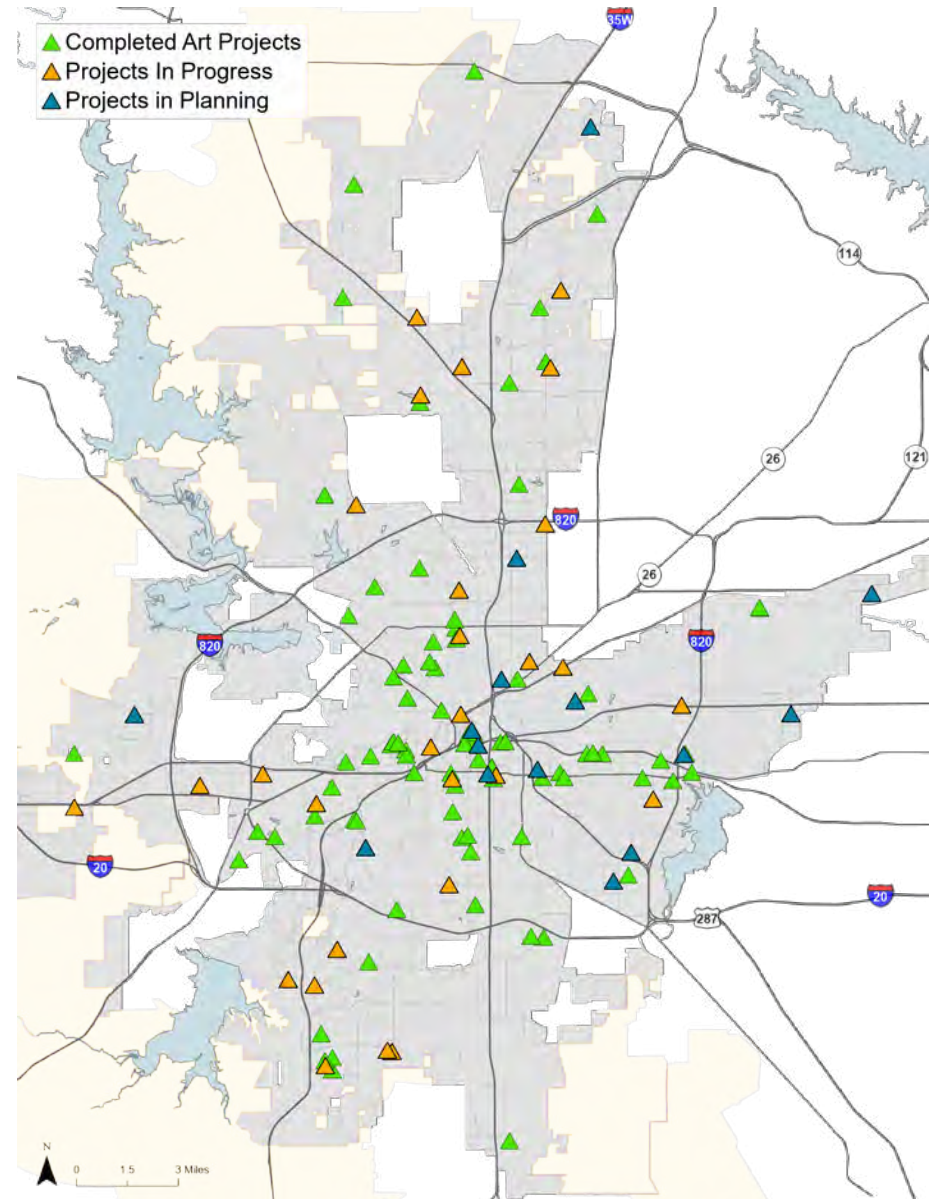 Completed Art Projects
Projects In Progress
Projects in Planning
35W
114
26
121
820
26
820
820
20
20
287
N
0 1.5 3 Miles